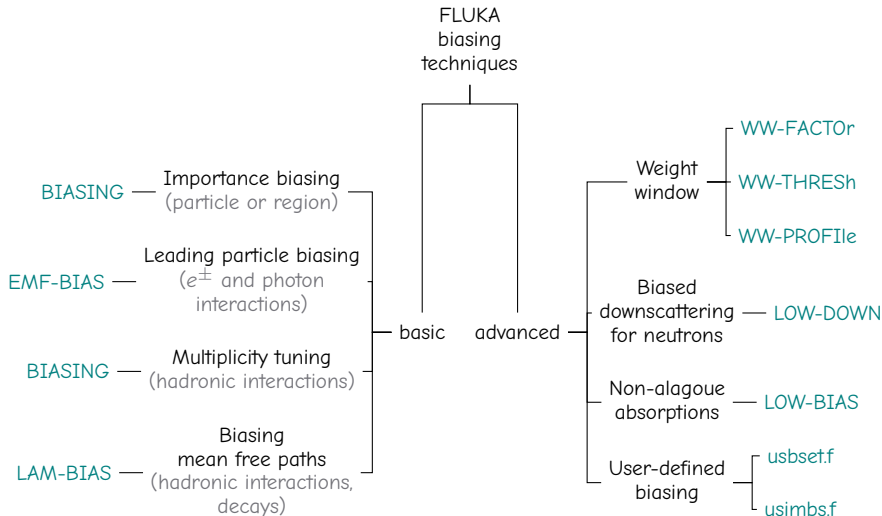 FLUKA
biasing
techniques
BIASING
Importance biasing
(particle or region)
EMF-BIAS
Leading particle biasing
(e± and photon
interactions)
BIASING
Multiplicity tuning
(hadronic interactions)
LAM-BIAS
Biasing
mean free paths
(hadronic interactions,
decays)
basic
advanced
Weight
window
WW-FACTOr
WW-THRESh
WW-PROFIle
Biased
downscattering
for neutrons
LOW-DOWN
Non-alagoue
absorptions
LOW-BIAS
User-defined
biasing
usbset.f
usimbs.f